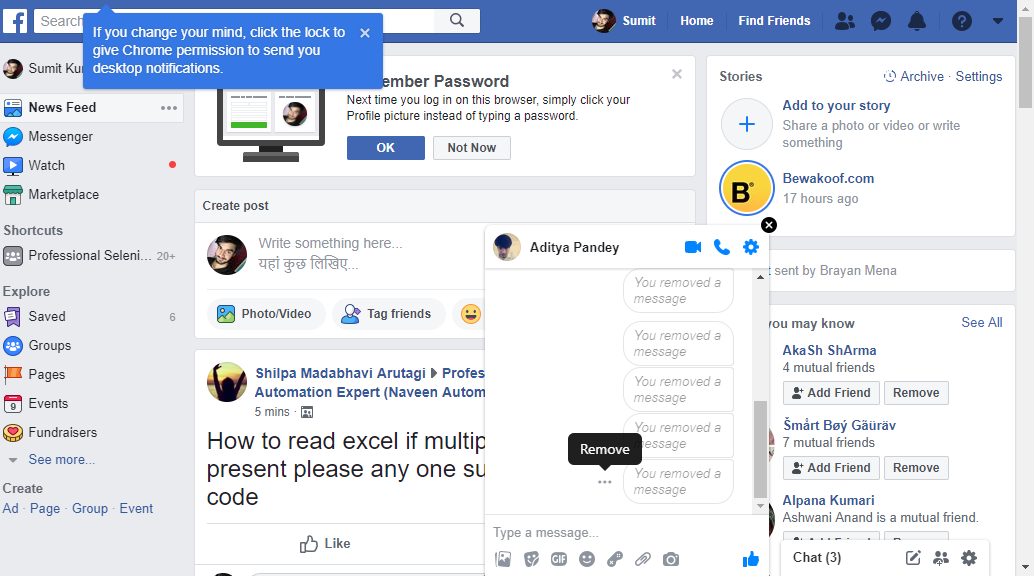 Search
Sumit
Home
Find Friends
If you change your mind, click the lock to
give Chrome permission to send you
desktop notifications.
Sumit Ku
News Feed
Messenger
Watch
Marketplace
Shortcuts
Professional Seleni... 20+
Explore
Saved 6
Groups
Pages
Events
Fundraisers
See more...
Create
Ad · Page · Group · Event
ember Password
Next time you log in on this browser, simply click your
Profile picture instead of typing a password.
OK
Not Now
Create post
Write something here...
यहां कुछ लिखिए...
Photo/Video
Tag friends
Shilpa Madabhavi Arutagi Profes
Automation Expert (Naveen Autom
5 mins ·
How to read excel if multip
present please any one su
code
Like
Aditya Pandey
You removed a
message
You removed a
message
You removed a
message
You removed a
message
Remove
You removed a
message
Type a message...
GIF
Stories
Archive · Settings
Add to your story
Share a photo or video or write
something
B
Bewakoof.com
17 hours ago
t sent by Brayan Mena
you may know
See All
AkaSh ShArma
4 mutual friends
Add Friend
Remove
Šmåřt Bøý Gäüräv
7 mutual friends
Add Friend
Remove
Alpana Kumari
Ashwani Anand is a mutual friend.
Chat (3)